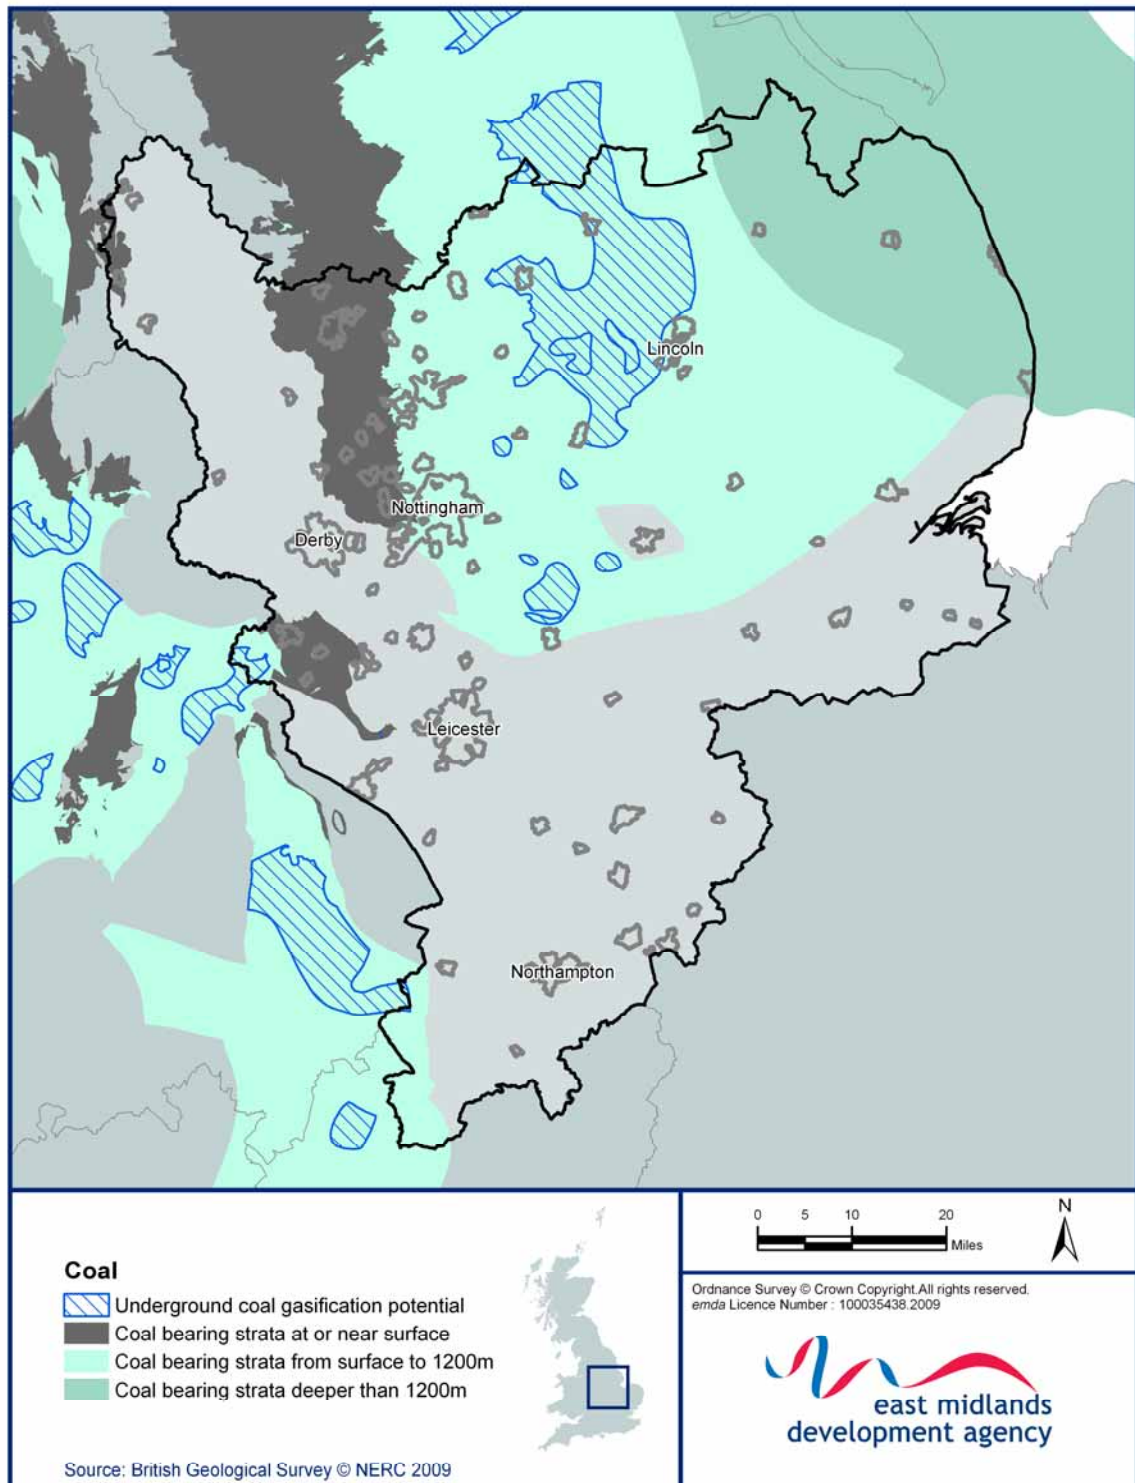 Lincoln
Nottingham
Derby
Leicester
Northampton
Coal
Underground coal gasification potential
Coal bearing strata at or near surface
Coal bearing strata from surface to 1200m
Coal bearing strata deeper than 1200m
Source: British Geological Survey © NERC 2009
0 5 10 20
Miles
N
Ordnance Survey © Crown Copyright.All rights reserved.
emda Licence Number : 100035438.2009
east midlands
development agency